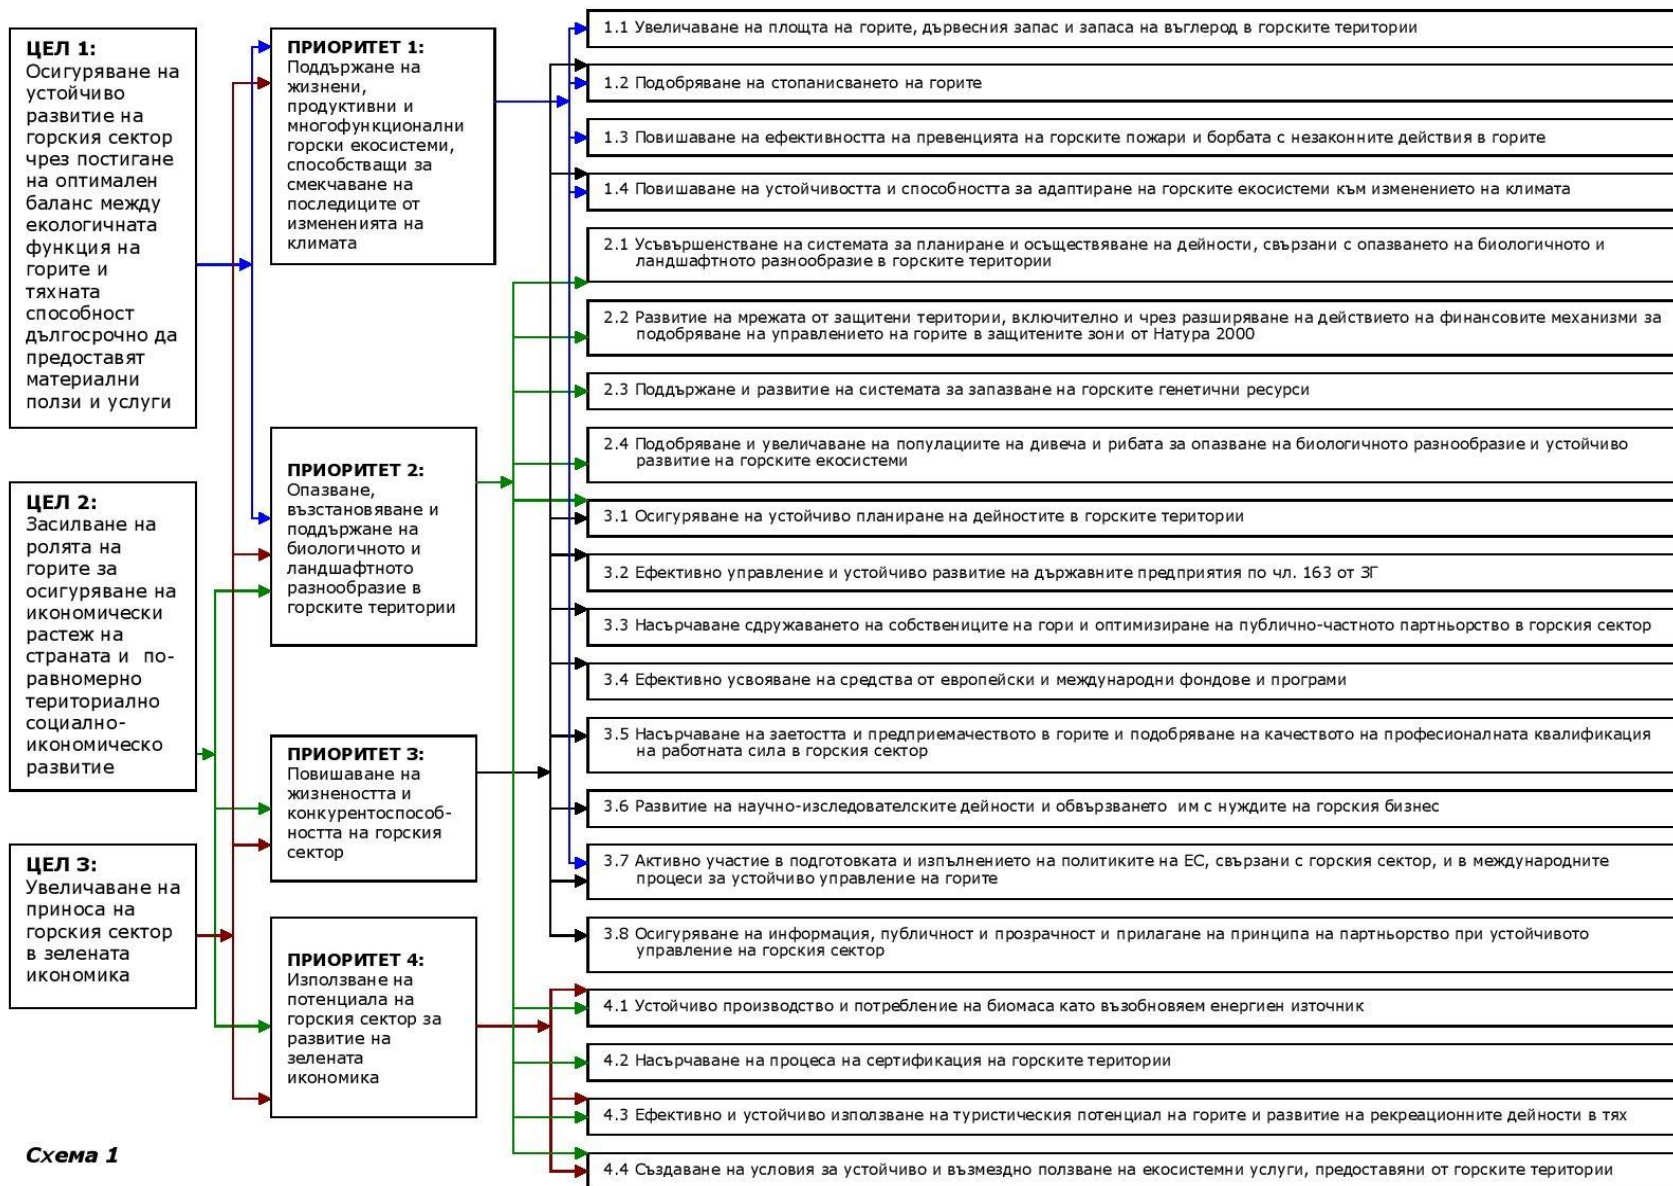 ЦЕЛ 1:
Осигуряване на
устойчиво
развитие на
горския сектор
чрез постигане
на оптимален
баланс между
екологичната
функция на
горите и
тяхната
способност
дългосрочно да
предоставят
материални
ползи и услуги
ЦЕЛ 2:
Засилване на
ролята на
горите за
осигуряване на
икономически
растеж на
страната и по-
равномерно
териториално
социално-
икономическо
развитие
ЦЕЛ 3:
Увеличаване на
приноса на
горския сектор
в зелената
икономика
ПРИОРИТЕТ 1:
Поддържане на
жизнени,
продуктивни и
многофункционални
горски екосистеми,
способстващи за
смекчаване на
последиците от
измененията на
климата
ПРИОРИТЕТ 2:
Опазване,
възстановяване и
поддържане на
биологичното и
ландшафтното
разнообразие в
горските територии
ПРИОРИТЕТ 3:
Повишаване на
жизнеността и
конкурентоспособ-
ността на горския
сектор
ПРИОРИТЕТ 4:
Използване на
потенциала на
горския сектор за
развитие на
зелената
икономика
1.1 Увеличаване на площта на горите, дървесния запас и запаса на въглерод в горските територии
1.2 Подобряване на стопанисването на горите
1.3 Повишаване на ефективността на превенцията на горските пожари и борбата с незаконните действия в горите
1.4 Повишаване на устойчивостта и способността за адаптиране на горските екосистеми към изменението на климата
2.1 Усъвършенстване на системата за планиране и осъществяване на дейности, свързани с опазването на биологичното и
ландшафтното разнообразие в горските територии
2.2 Развитие на мрежата от защитени територии, включително и чрез разширяване на действието на финансовите механизми за
подобряване на управлението на горите в защитените зони от Натура 2000
2.3 Поддържане и развитие на системата за запазване на горските генетични ресурси
2.4 Подобряване и увеличаване на популациите на дивеча и рибата за опазване на биологичното разнообразие и устойчиво
развитие на горските екосистеми
3.1 Осигуряване на устойчиво планиране на дейностите в горските територии
3.2 Ефективно управление и устойчиво развитие на държавните предприятия по чл. 163 от ЗГ
3.3 Насърчаване сдружаването на собствениците на гори и оптимизиране на публично-частното партньорство в горския сектор
3.4 Ефективно усвояване на средства от европейски и международни фондове и програми
3.5 Насърчаване на заетостта и предприемачеството в горите и подобряване на качеството на професионалната квалификация
на работната сила в горския сектор
3.6 Развитие на научно-изследователските дейности и обвързването им с нуждите на горския бизнес
3.7 Активно участие в подготовката и изпълнението на политиките на ЕС, свързани с горския сектор, и в международните
процеси за устойчиво управление на горите
3.8 Осигуряване на информация, публичност и прозрачност и прилагане на принципа на партньорство при устойчивото
управление на горския сектор
4.1 Устойчиво производство и потребление на биомаса като възобновяем енергиен източник
4.2 Насърчаване на процеса на сертификация на горските територии
4.3 Ефективно и устойчиво използване на туристическия потенциал на горите и развитие на рекреационните дейности в тях
4.4 Създаване на условия за устойчиво и възмездно ползване на екосистемни услуги, предоставяни от горските територии
Схема 1